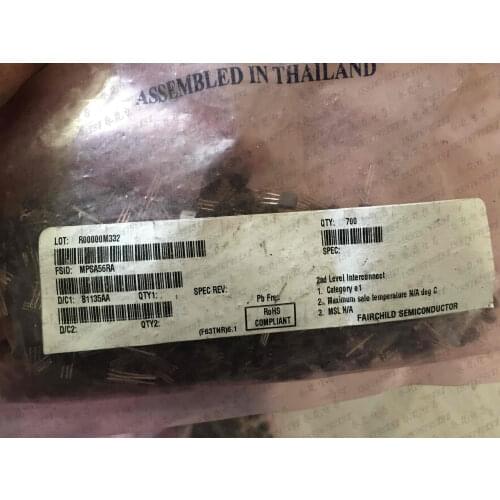 ASSEMBLED IN THAILAND
LOT: R00000M332
QTY: 700
FSID: MPSA56RA
SPEC:
D/C1: B1135AA QTY1: SPEC REV:
D/C2: QTY2:
(F63TNR)6.1
Pb Free
RoHS
COMPLIANT
2nd Level Interconnect
1. Category e1
2. Maximum safe temperature N/A deg C
3. MSL N/A
FAIRCHILD SEMICONDUCTOR